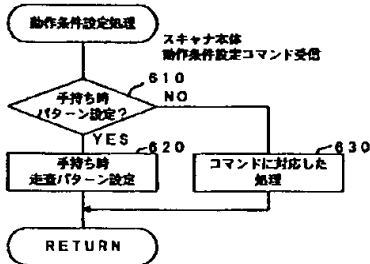 動作条件設定処理
スキャナ本体
動作条件設定コマンド受信
610
手持ち時
パターン設定?
NO
YES
620
630
手持ち時
走査パターン設定
コマンドに対応した
処理
RETURN